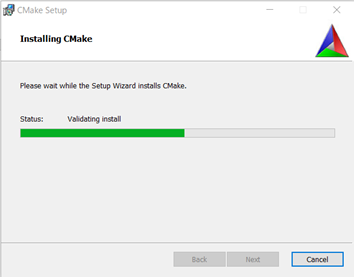 CMake Setup
Installing CMake
Please wait while the Setup Wizard installs CMake.
Status: Validating install
Back Next Cancel